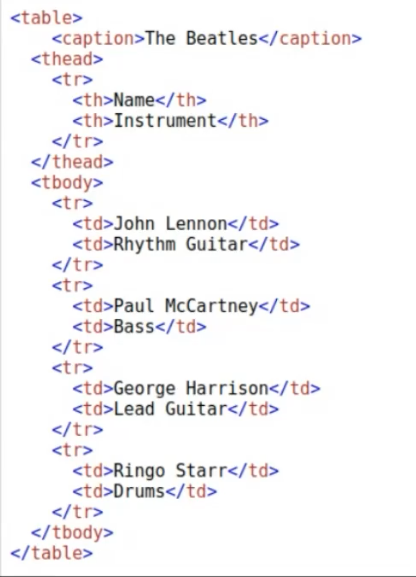 <table>
<caption>The Beatles</caption>
<thead>
<tr>
<th>Name</th>
<th>Instrument</th>
</tr>
</thead>
<tbody>
<tr>
<td>John Lennon</td>
<td>Rhythm Guitar</td>
</tr>
<tr>
<td>Paul McCartney</td>
<td>Bass</td>
</tr>
<tr>
<td>George Harrison</td>
<td>Lead Guitar</td>
</tr>
<tr>
<td>Ringo Starr</td>
<td>Drums</td>
</tr>
</tbody>
</table>